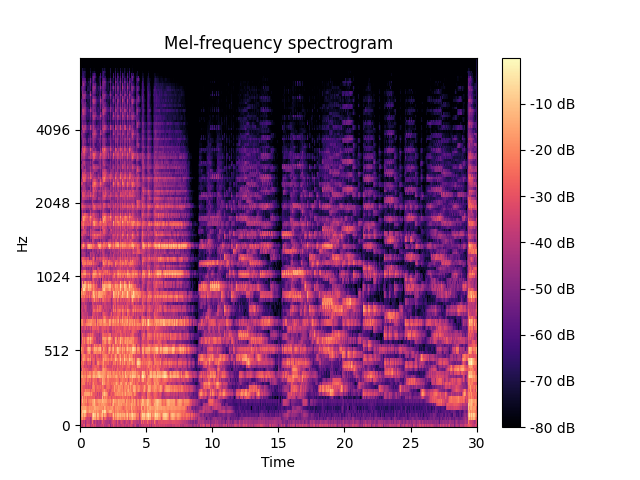 Mel-frequency spectrogram
Hz
4096
2048
1024
512
0
0 5 10 15 20 25 30
Time
-10 dB
-20 dB
-30 dB
-40 dB
-50 dB
-60 dB
-70 dB
-80 dB